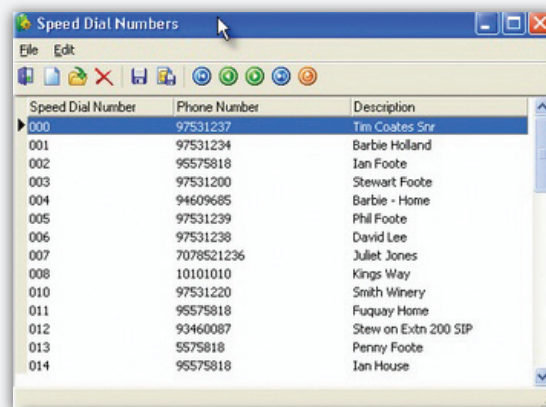 Speed Dial Numbers
File Edit
Speed Dial Number Phone Number Description
000 97531237 Tim Coates Snr
001 97531234 Barbie Holland
002 95575818 Ian Foote
003 97531200 Stewart Foote
004 94609685 Barbie - Home
005 97531239 Phil Foote
006 97531238 David Lee
007 7078521236 Juliet Jones
008 10101010 Kings Way
010 97531220 Smith Winery
011 95575818 Fuquay Home
012 93460087 Stew on Extn 200 SIP
013 5575818 Penny Foote
014 95575818 Ian House